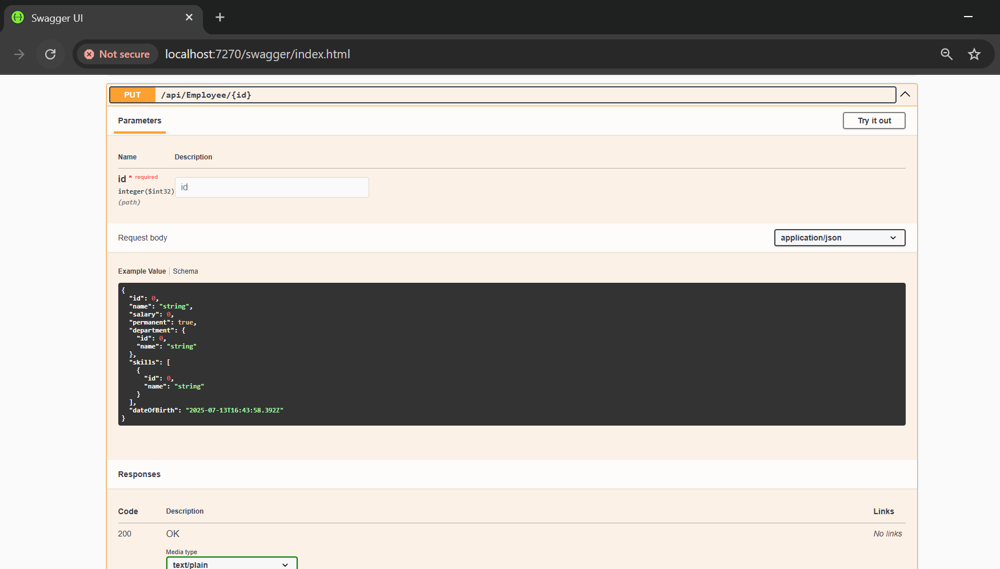 Swagger UI
Not secure
localhost:7270/swagger/index.html
PUT /api/Employee/{id}
Parameters
Try it out
Name Description
id * required
integer($int32)
(path)
id
Request body
application/json
Example Value Schema
{
  "id": 0,
  "name": "string",
  "salary": 0,
  "permanent": true,
  "department": {
    "id": 0,
    "name": "string"
  },
  "skills": [
    {
      "id": 0,
      "name": "string"
    }
  ],
  "dateOfBirth": "2025-07-13T16:43:58.392Z"
}
Responses
Code Description Links
200 OK No links
Media type
text/plain